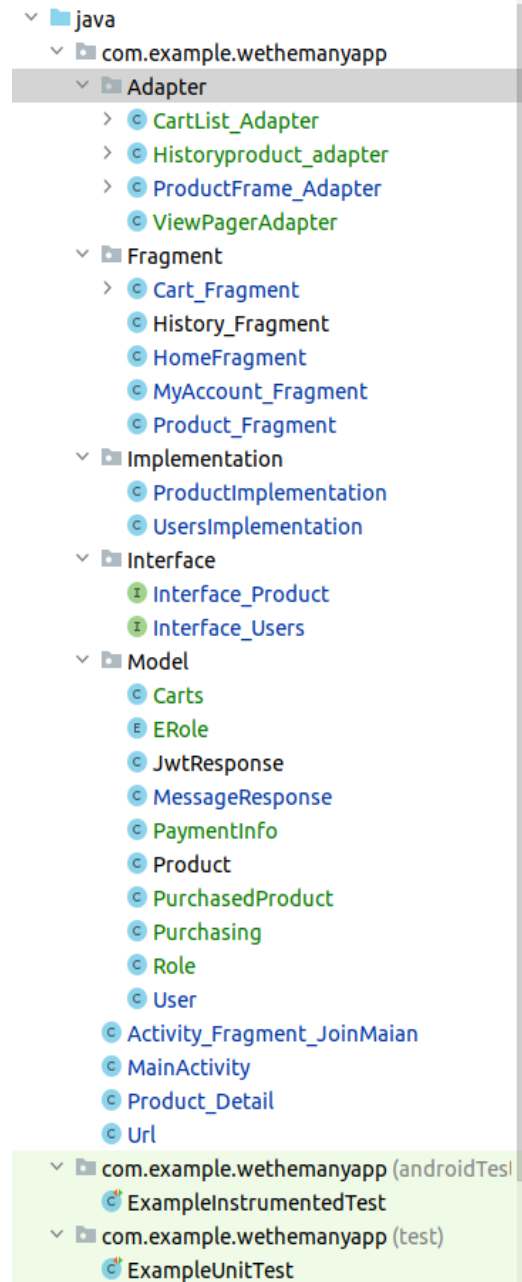 java
com.example.wethemanyapp
Adapter
CartList_Adapter
Historyproduct_adapter
ProductFrame_Adapter
ViewPagerAdapter
Fragment
Cart_Fragment
History_Fragment
HomeFragment
MyAccount_Fragment
Product_Fragment
Implementation
ProductImplementation
UsersImplementation
Interface
Interface_Product
Interface_Users
Model
Carts
ERole
JwtResponse
MessageResponse
PaymentInfo
Product
PurchasedProduct
Purchasing
Role
User
Activity_Fragment_JoinMaian
MainActivity
Product_Detail
Url
com.example.wethemanyapp (androidTest
ExampleInstrumentedTest
com.example.wethemanyapp (test)
ExampleUnitTest